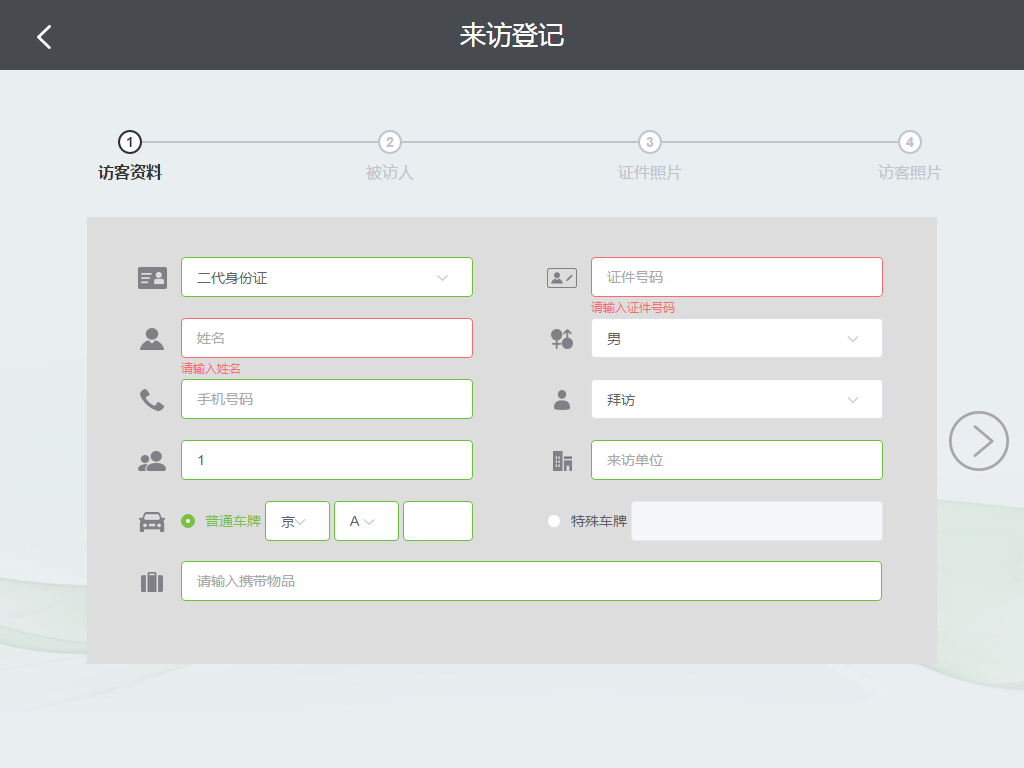 来访登记
1 2 3 4
访客资料 被访人 证件照片 访客照片
二代身份证 证件号码
请输入证件号码
姓名 男
请输入姓名
手机号码 拜访
1 来访单位
普通车牌 京 A 特殊车牌
请输入携带物品